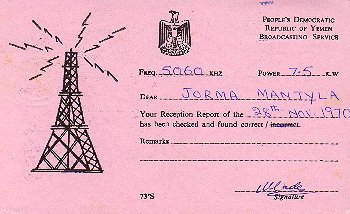 PEOPLE'S DEMOCRATIC
REPUBLIC OF YEMEN
BROADCASTING SERVICE
FREQ. 5060 KHZ POWER 7.5 K.W
DEAR JORMA MANTYLA
Your Reception Report of the 28th NOV 1970
has been checked and found correct / incorrect.
Remarks
73'S
Signature